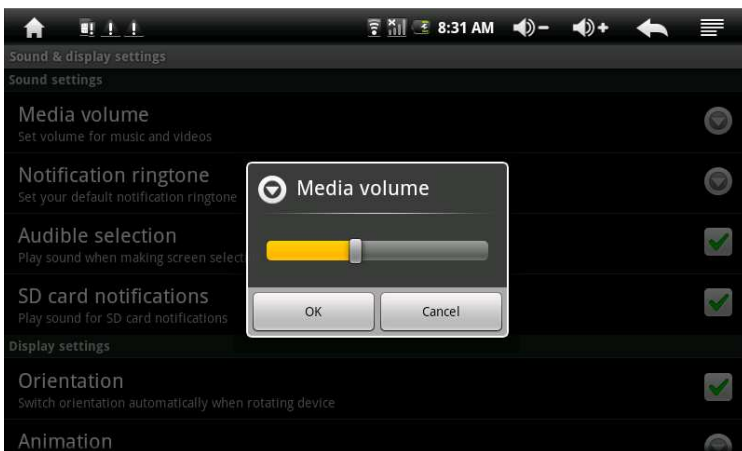 8:31 AM
Sound & display settings
Sound settings
Media volume
Set volume for music and videos
Notification ringtone
Set your default notification ringtone
Media volume
Audible selection
Play sound when making screen selecti
SD card notifications
Play sound for SD card notifications
OK Cancel
Display settings
Orientation
Switch orientation automatically when rotating device
Animation